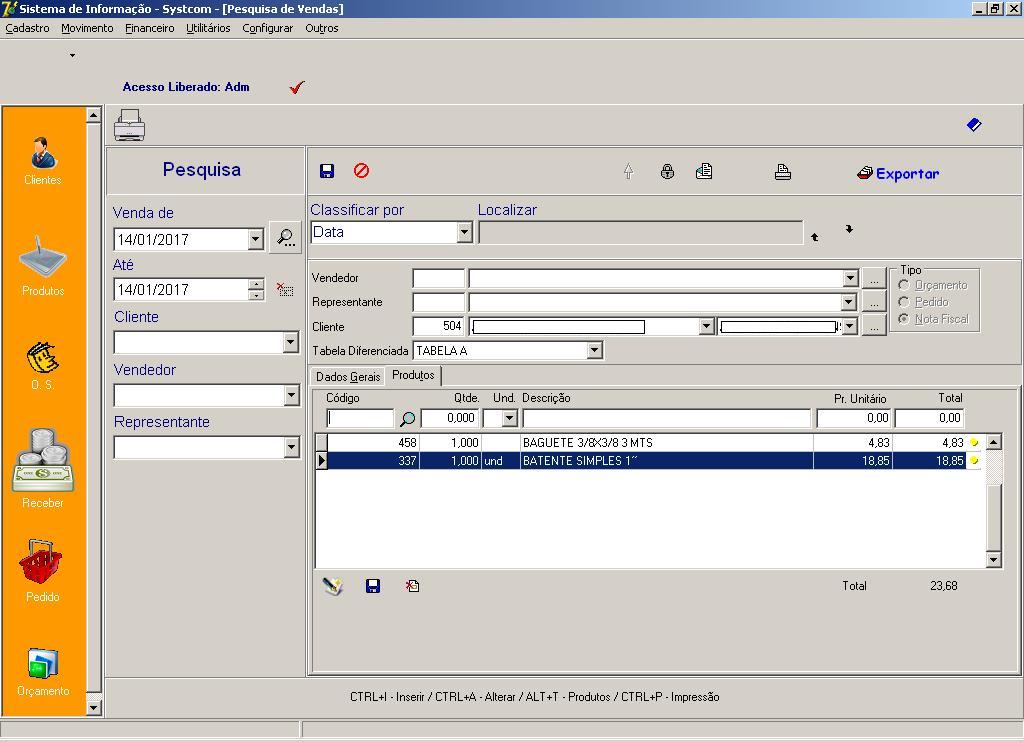 Sistema de Informação - Systcom - [Pesquisa de Vendas]
Cadastro Movimento Financeiro Utilitários Configurar Outros
Acesso Liberado: Adm
Clientes
Produtos
O. S.
Receber
Pedido
Orçamento
Pesquisa
Venda de
14/01/2017
Até
14/01/2017
Cliente
Vendedor
Representante
Exportar
Classificar por Localizar
Data
Vendedor ...
Representante ...
Cliente 504 ...
Tabela Diferenciada TABELA A
Tipo
Orçamento
Pedido
Nota Fiscal
Dados Gerais Produtos
Código Qtde. Und. Descrição Pr. Unitário Total
0,000 0,00 0,00
458 1,000 BAGUETE 3/8X3/8 3 MTS 4,83 4,83
337 1,000 und BATENTE SIMPLES 1´´ 18,85 18,85
Total 23,68
CTRL+I - Inserir / CTRL+A - Alterar / ALT+T - Produtos / CTRL+P - Impressão